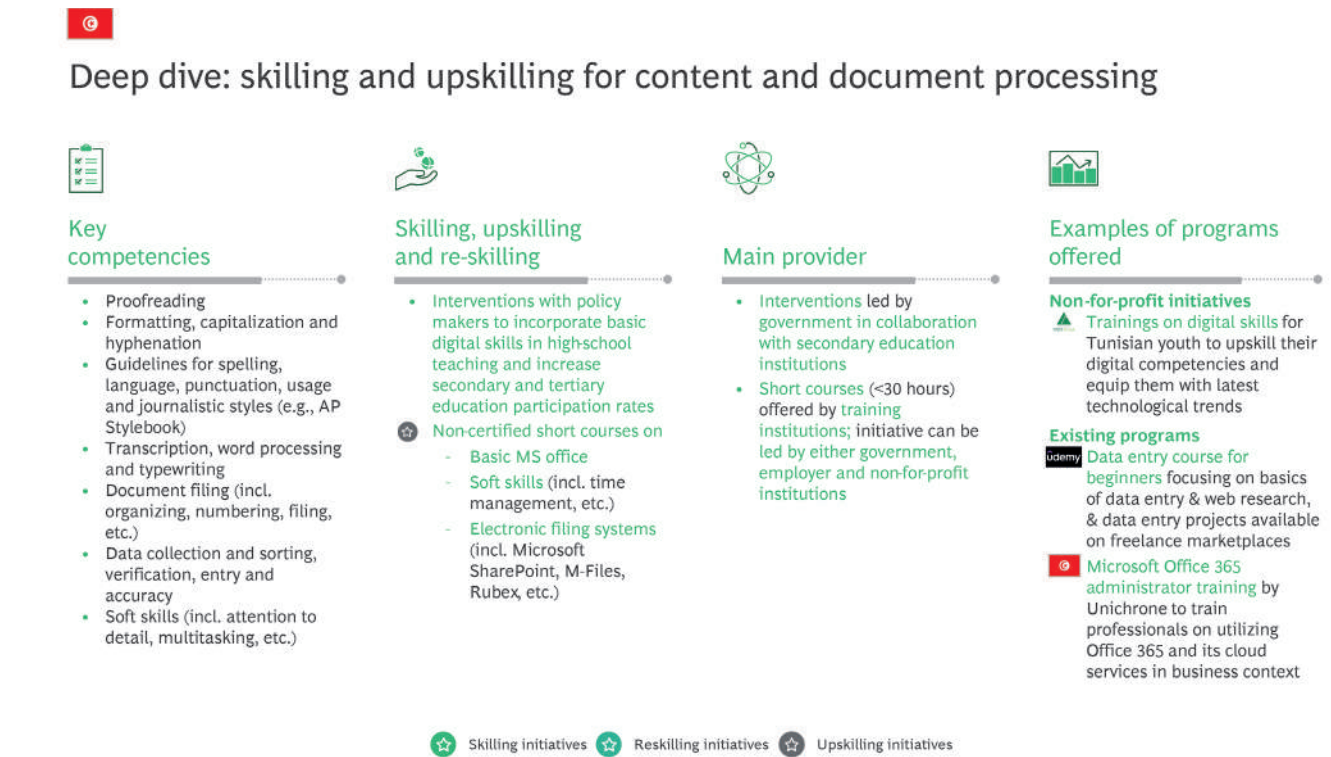 Deep dive: skilling and upskilling for content and document processing
Key
competencies
• Proofreading
• Formatting, capitalization and
hyphenation
• Guidelines for spelling,
language, punctuation, usage
and journalistic styles (e.g., AP
Stylebook)
• Transcription, word processing
and typewriting
• Document filing (incl.
organizing, numbering, filing,
etc.)
• Data collection and sorting,
verification, entry and
accuracy
• Soft skills (incl. attention to
detail, multitasking, etc.)
Skilling, upskilling
and re-skilling
• Interventions with policy
makers to incorporate basic
digital skills in high-school
teaching and increase
secondary and tertiary
education participation rates
Non-certified short courses on
- Basic MS office
- Soft skills (incl. time
management, etc.)
- Electronic filing systems
(incl. Microsoft
SharePoint, M-Files,
Rubex, etc.)
Main provider
• Interventions led by
government in collaboration
with secondary education
institutions
• Short courses (<30 hours)
offered by training
institutions; initiative can be
led by either government,
employer and non-for-profit
institutions
Examples of programs
offered
Non-for-profit initiatives
Trainings on digital skills for
Tunisian youth to upskill their
digital competencies and
equip them with latest
technological trends
Existing programs
ûdemy Data entry course for
beginners focusing on basics
of data entry & web research,
& data entry projects available
on freelance marketplaces
Microsoft Office 365
administrator training by
Unichrone to train
professionals on utilizing
Office 365 and its cloud
services in business context
Skilling initiatives Reskilling initiatives Upskilling initiatives